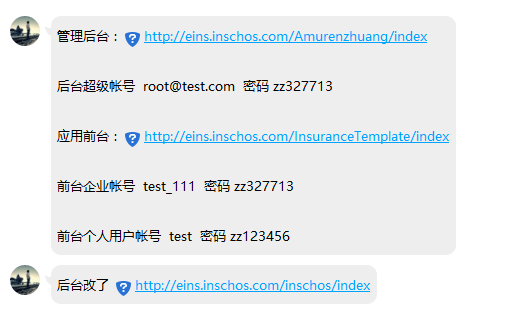 管理后台：http://eins.inschos.com/Amurenzhuang/index
后台超级帐号 root@test.com 密码 zz327713
应用前台：http://eins.inschos.com/InsuranceTemplate/index
前台企业帐号 test_111 密码 zz327713
前台个人用户帐号 test 密码 zz123456
后台改了 http://eins.inschos.com/inschos/index